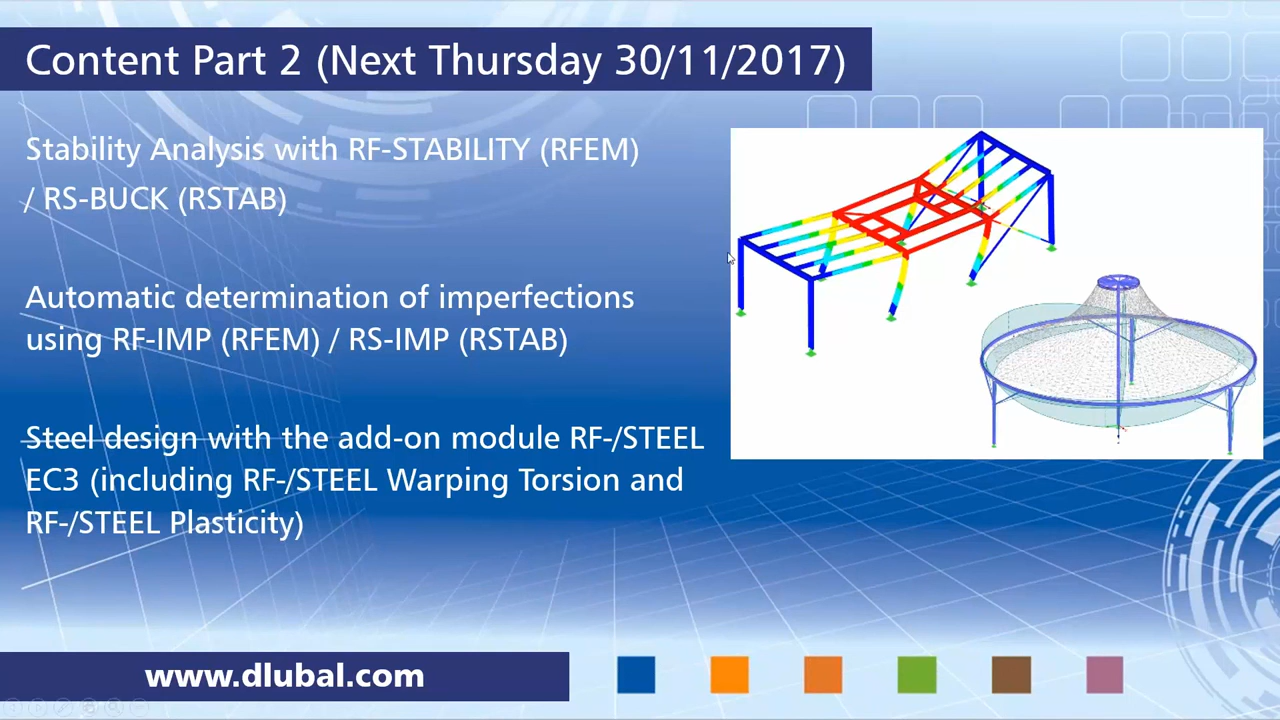 Content Part 2 (Next Thursday 30/11/2017)
Stability Analysis with RF-STABILITY (RFEM)
/ RS-BUCK (RSTAB)
Automatic determination of imperfections
using RF-IMP (RFEM) / RS-IMP (RSTAB)
Steel design with the add-on module RF-/STEEL
EC3 (including RF-/STEEL Warping Torsion and
RF-/STEEL Plasticity)
www.dlubal.com